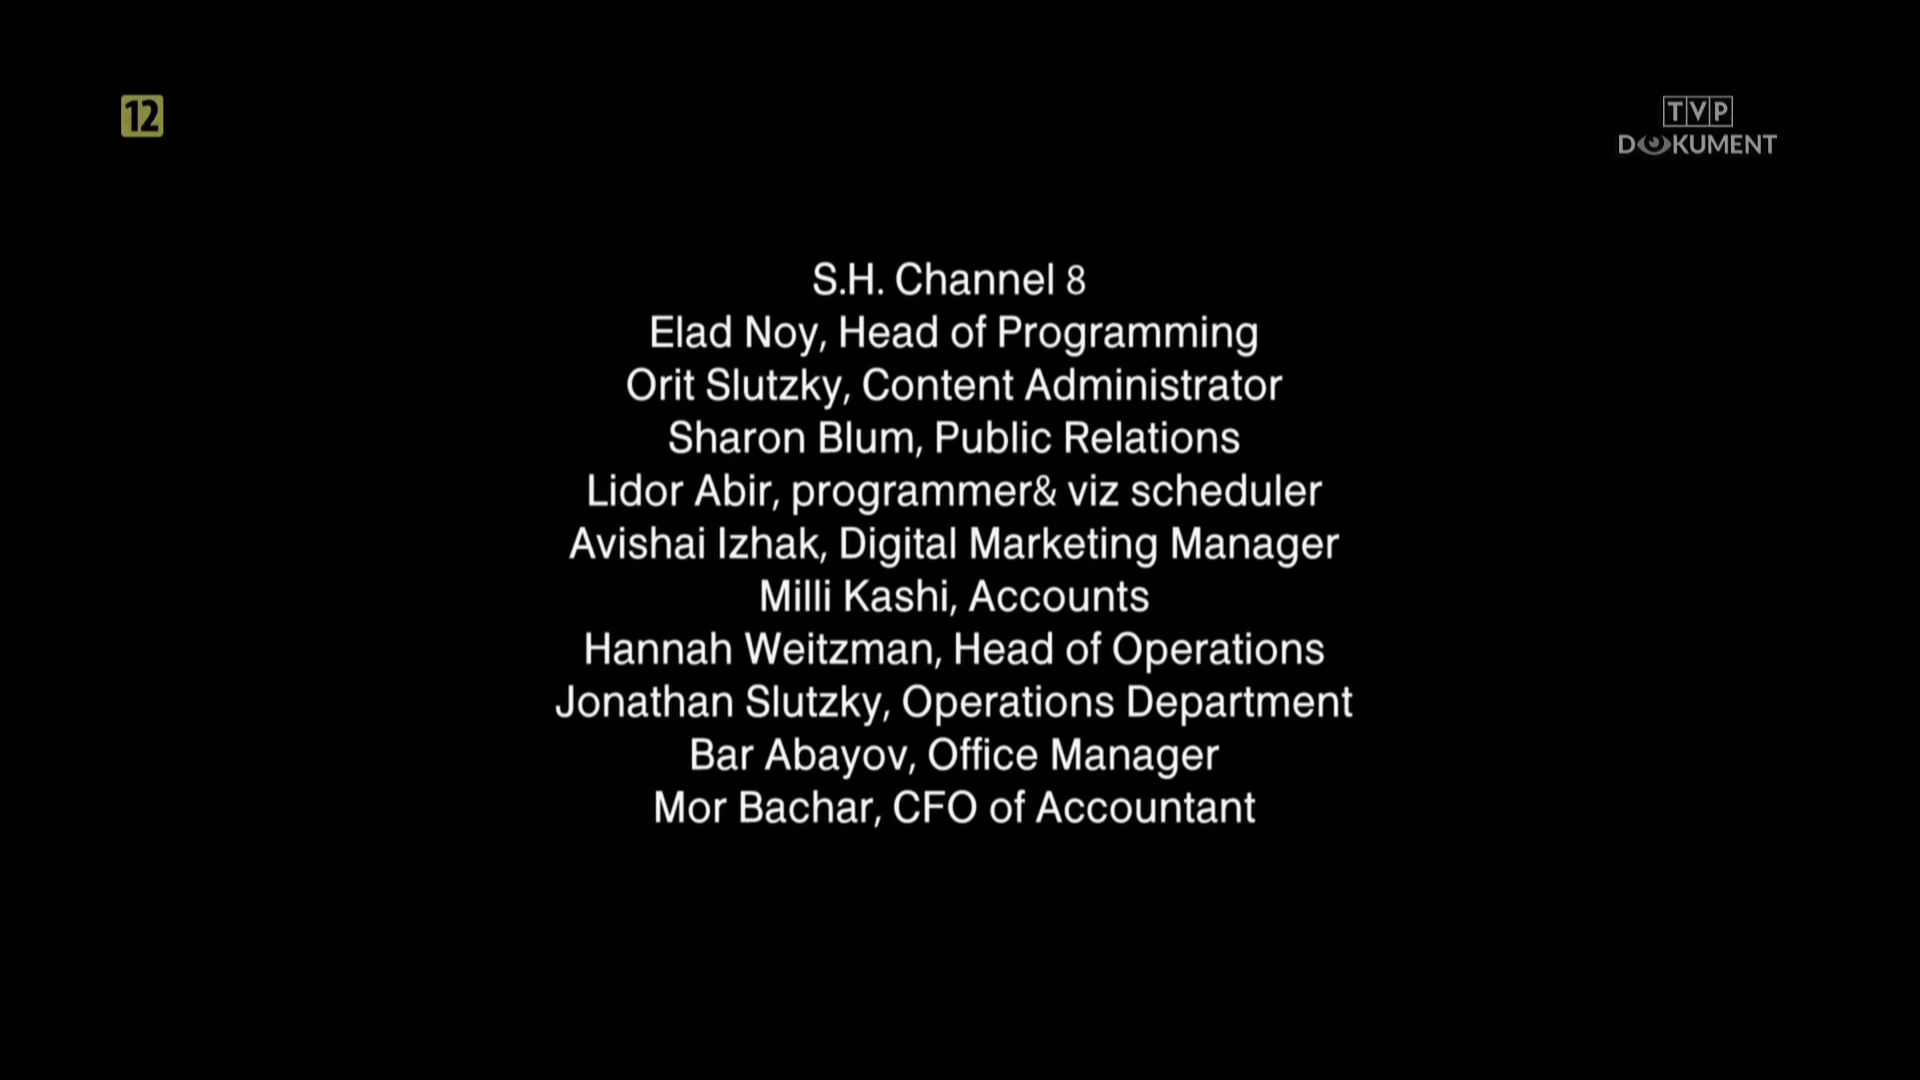 12
TVP
DOKUMENT
S.H. Channel 8
Elad Noy, Head of Programming
Orit Slutzky, Content Administrator
Sharon Blum, Public Relations
Lidor Abir, programmer& viz scheduler
Avishai Izhak, Digital Marketing Manager
Milli Kashi, Accounts
Hannah Weitzman, Head of Operations
Jonathan Slutzky, Operations Department
Bar Abayov, Office Manager
Mor Bachar, CFO of Accountant